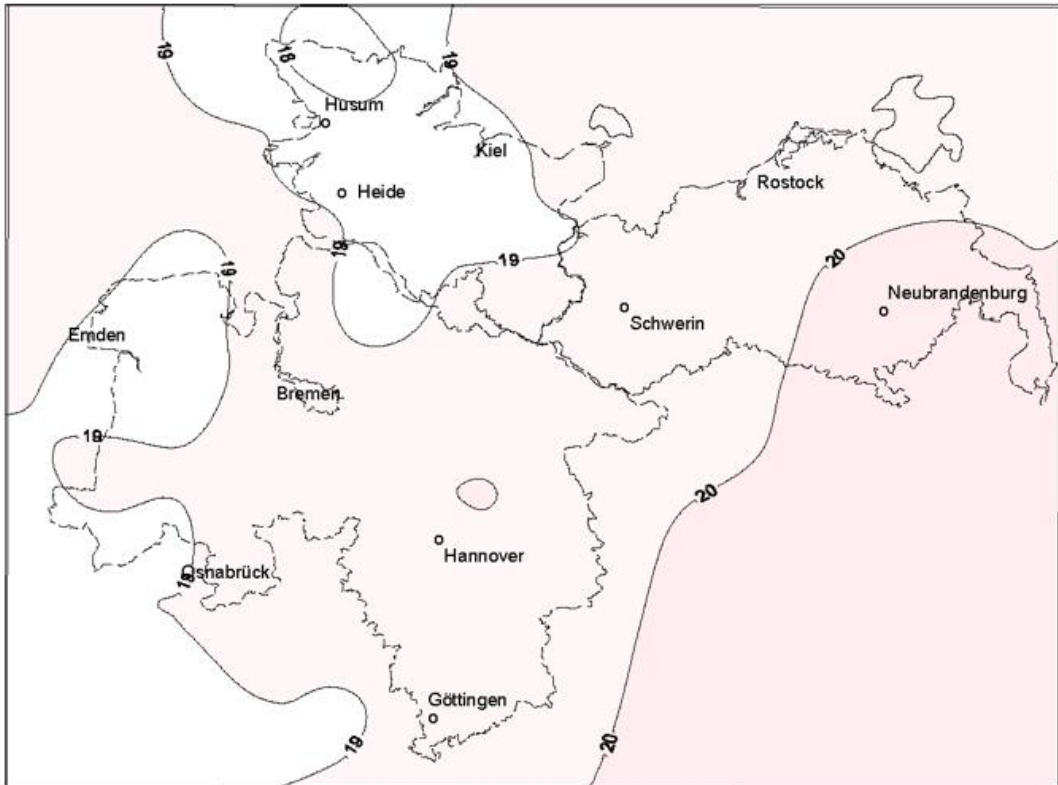 19
18
19
Husum
Kiel
Heide
Rostock
19
19
20
19
Neubrandenburg
Emden
Schwerin
Bremen
19
20
Hannover
Osnabrück
19
Göttingen
19
20